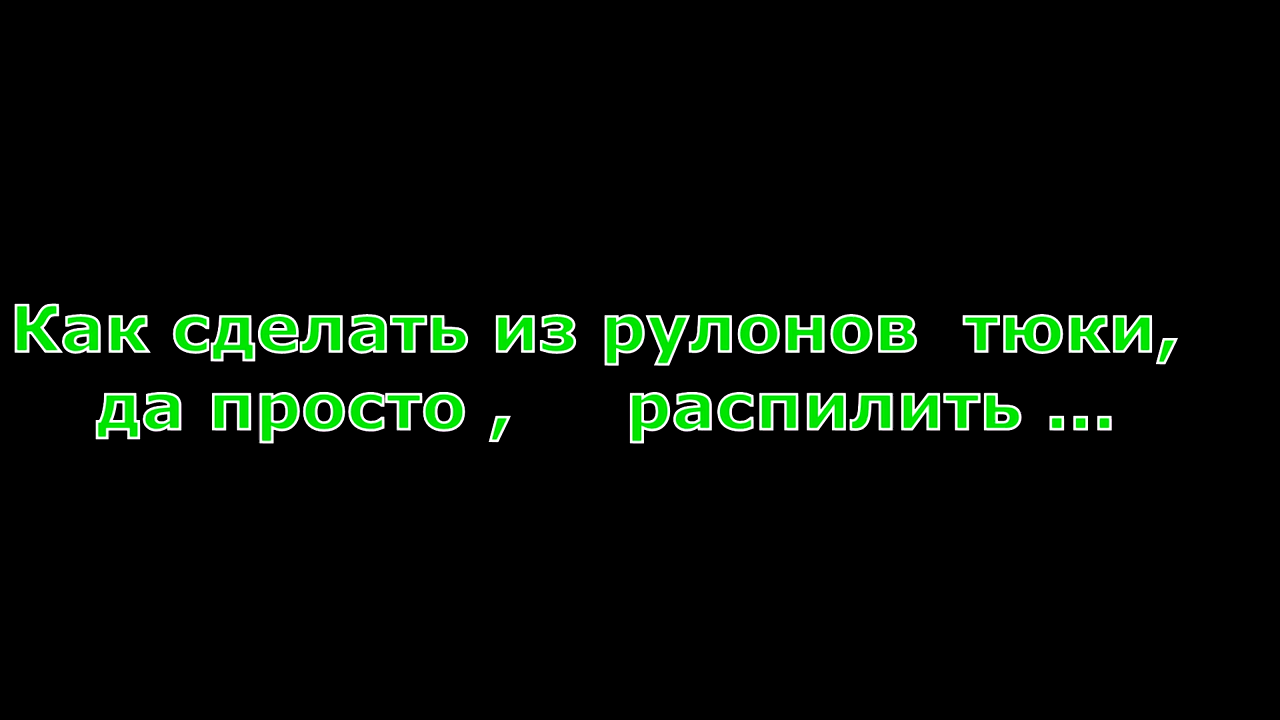 Как сделать из рулонов тюки,
да просто , распилить ...